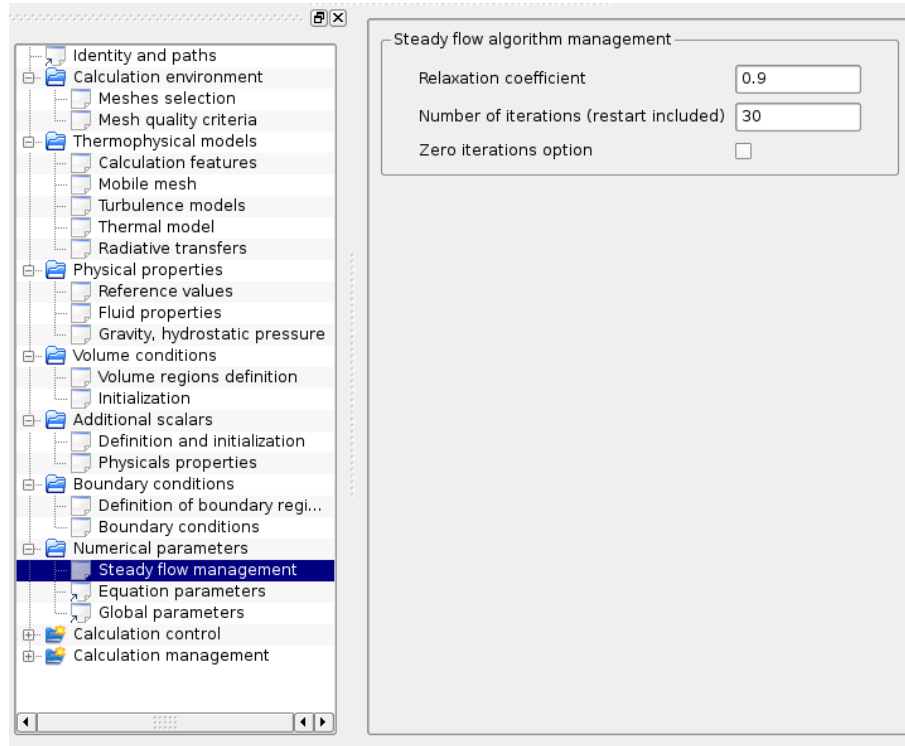 Identity and paths
Calculation environment
Meshes selection
Mesh quality criteria
Thermophysical models
Calculation features
Mobile mesh
Turbulence models
Thermal model
Radiative transfers
Physical properties
Reference values
Fluid properties
Gravity, hydrostatic pressure
Volume conditions
Volume regions definition
Initialization
Additional scalars
Definition and initialization
Physicals properties
Boundary conditions
Definition of boundary regi...
Boundary conditions
Numerical parameters
Steady flow management
Equation parameters
Global parameters
Calculation control
Calculation management
Steady flow algorithm management
Relaxation coefficient 0.9
Number of iterations (restart included) 30
Zero iterations option